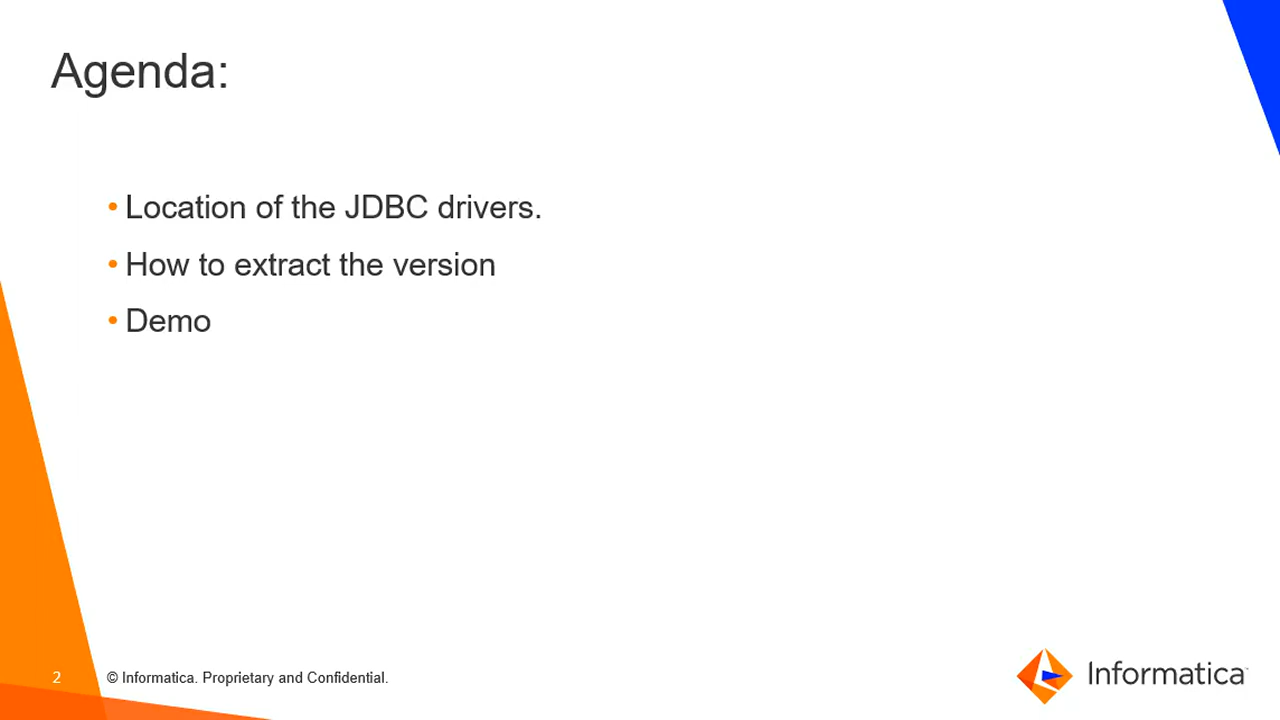 Agenda:
• Location of the JDBC drivers.
• How to extract the version
• Demo
2
© Informatica. Proprietary and Confidential.
Informatica